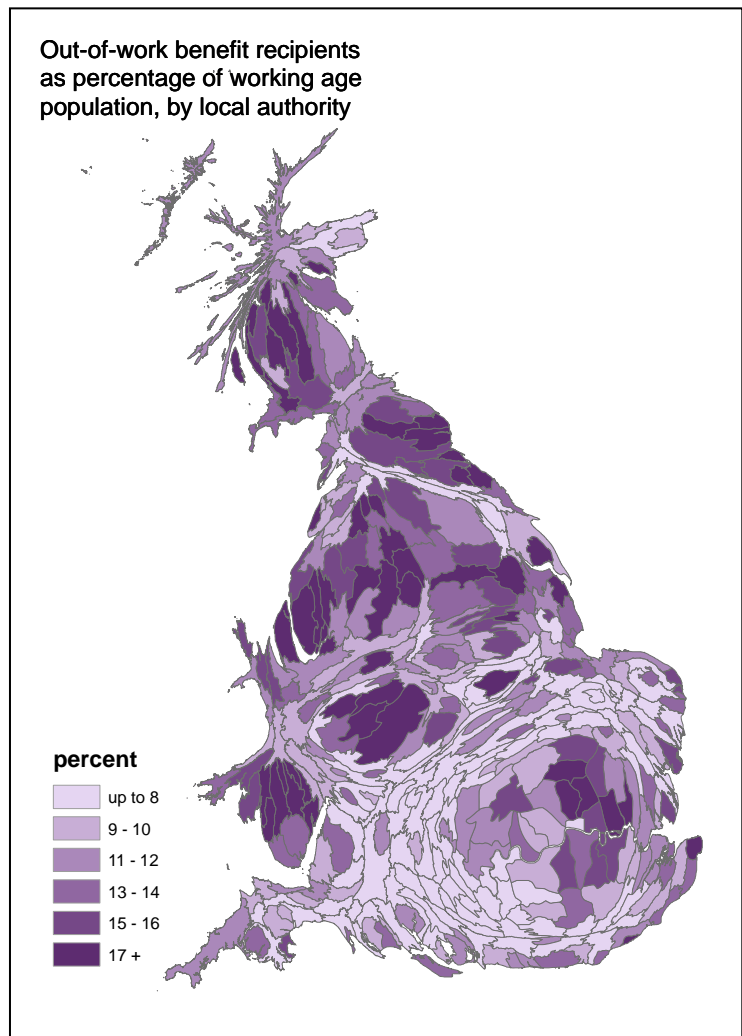 Out-of-work benefit recipients
as percentage of working age
population, by local authority
percent
up to 8
9 - 10
11 - 12
13 - 14
15 - 16
17 +